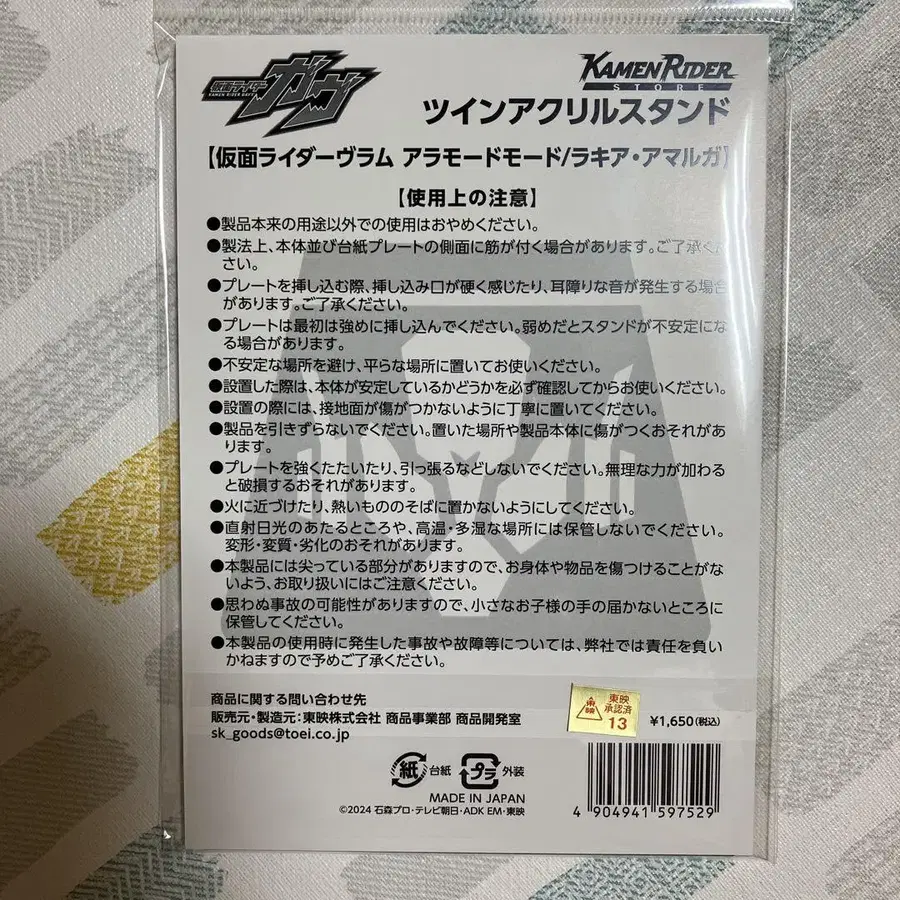 仮面ライダー
KAMEN RIDER GAVV
ガヴ
KAMEN RIDER
STORE
ツインアクリルスタンド
【仮面ライダーヴラム アラモードモード/ラキア・アマルガ】
【使用上の注意】
●製品本来の用途以外での使用はおやめください。
●製法上、本体並び台紙プレートの側面に筋が付く場合があります。ご了承くだ
さい。
●プレートを挿し込む際、挿し込み口が硬く感じたり、耳障りな音が発生する場合
があります。ご了承ください。
●プレートは最初は強めに挿し込んでください。弱めだとスタンドが不安定にな
る場合があります。
●不安定な場所を避け、平らな場所に置いてお使いください。
●設置した際は、本体が安定しているかどうかを必ず確認してからお使いください。
●設置の際には、接地面が傷がつかないように丁寧に置いてください。
●製品を引きずらないでください。置いた場所や製品本体に傷がつくおそれがあ
ります。
●プレートを強くたたいたり、引っ張るなどしないでください。無理な力が加わる
と破損するおそれがあります。
●火に近づけたり、熱いもののそばに置かないようにしてください。
●直射日光のあたるところや、高温・多湿な場所には保管しないでください。
変形・変質・劣化のおそれがあります。
●本製品には尖っている部分がありますので、お身体や物品を傷つけることがな
いよう、お取り扱いにはご注意ください。
●思わぬ事故の可能性がありますので、小さなお子様の手の届かないところに
保管してください。
●本製品の使用時に発生した事故や故障等については、弊社では責任を負い
かねますので予めご了承ください。
商品に関する問い合わせ先
販売元・製造元:東映株式会社 商品事業部 商品開発室
sk_goods@toei.co.jp
東映
東映
承認済
13
¥1,650(税込)
紙 台紙 プラ 外装
MADE IN JAPAN
©2024 石森プロ・テレビ朝日・ADK EM・東映
4 904941 597529